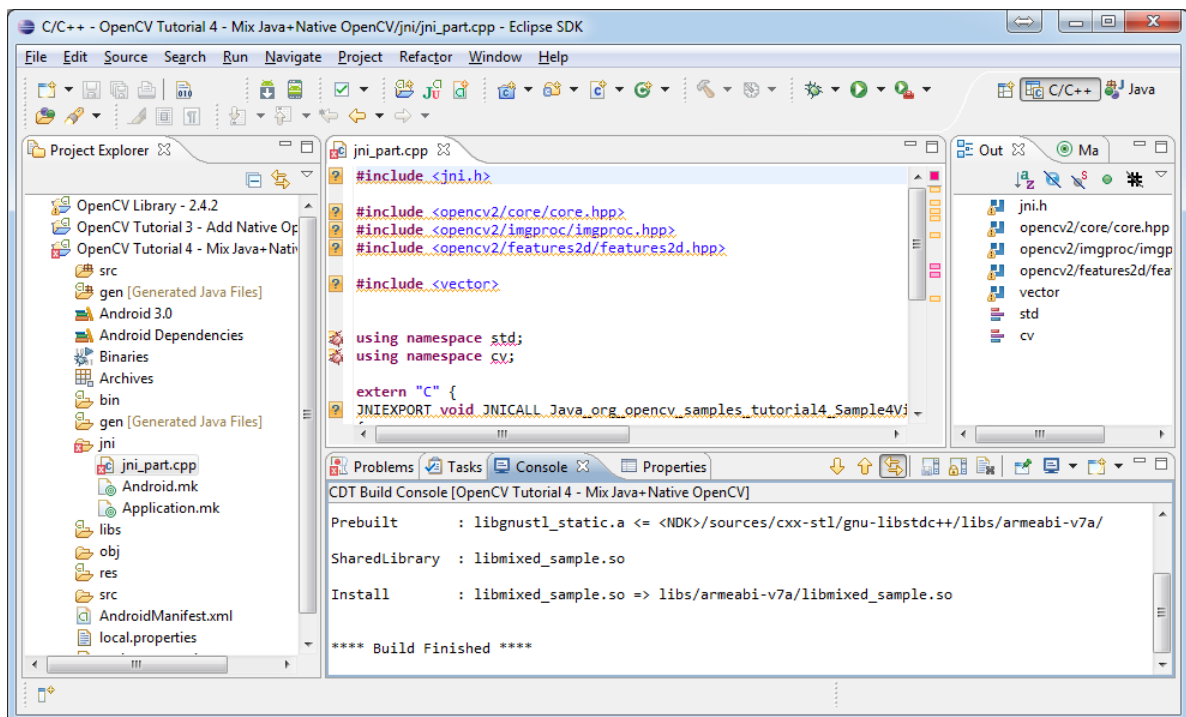 C/C++ - OpenCV Tutorial 4 - Mix Java+Native OpenCV/jni/jni_part.cpp - Eclipse SDK
File Edit Source Search Run Navigate Project Refactor Window Help
C/C++ Java
Project Explorer
OpenCV Library - 2.4.2
OpenCV Tutorial 3 - Add Native Op
OpenCV Tutorial 4 - Mix Java+Nati
src
gen [Generated Java Files]
Android 3.0
Android Dependencies
Binaries
Archives
bin
gen [Generated Java Files]
jni
jni_part.cpp
Android.mk
Application.mk
libs
obj
res
src
AndroidManifest.xml
local.properties
jni_part.cpp
#include <jni.h>
#include <opencv2/core/core.hpp>
#include <opencv2/imgproc/imgproc.hpp>
#include <opencv2/features2d/features2d.hpp>
#include <vector>
using namespace std;
using namespace cv;
extern "C" {
JNIEXPORT void JNICALL Java_org_opencv_samples_tutorial4_Sample4Vi
Out Ma
jni.h
opencv2/core/core.hpp
opencv2/imgproc/imgp
opencv2/features2d/fea
vector
std
cv
Problems Tasks Console Properties
CDT Build Console [OpenCV Tutorial 4 - Mix Java+Native OpenCV]
Prebuilt : libgnustl_static.a <= <NDK>/sources/cxx-stl/gnu-libstdc++/libs/armeabi-v7a/
SharedLibrary : libmixed_sample.so
Install : libmixed_sample.so => libs/armeabi-v7a/libmixed_sample.so
**** Build Finished ****